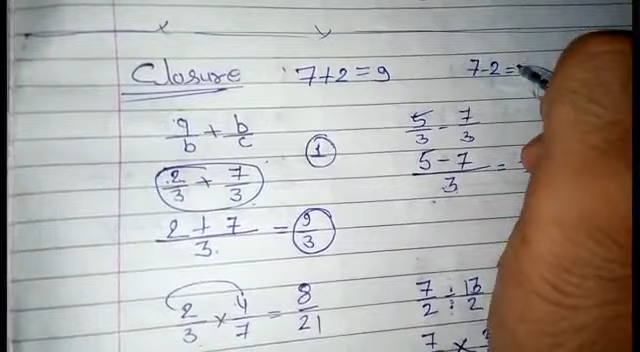 Closure 7+2=9 7-2=
a/b + b/c 5/3 - 7/3
1
2/3 + 7/3 5-7/3 =
2+7/3 = 9/3
2/3 × 4/7 = 8/21 7/2 ÷ 13/2
7 ×